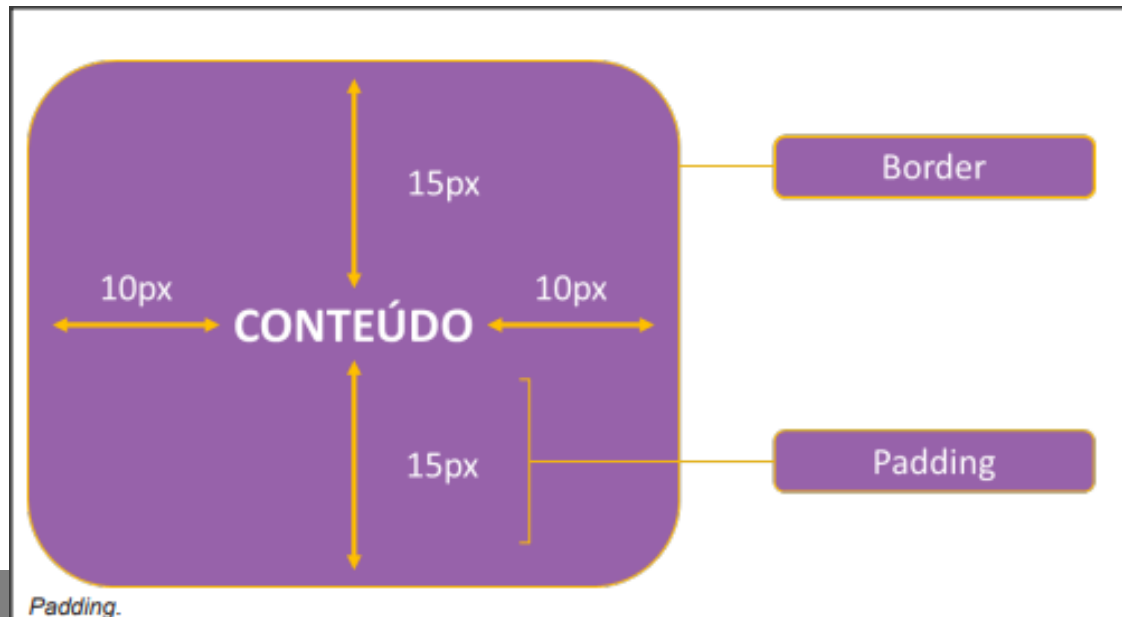 15px
Border
10px
10px
CONTEÚDO
15px
Padding
Padding.